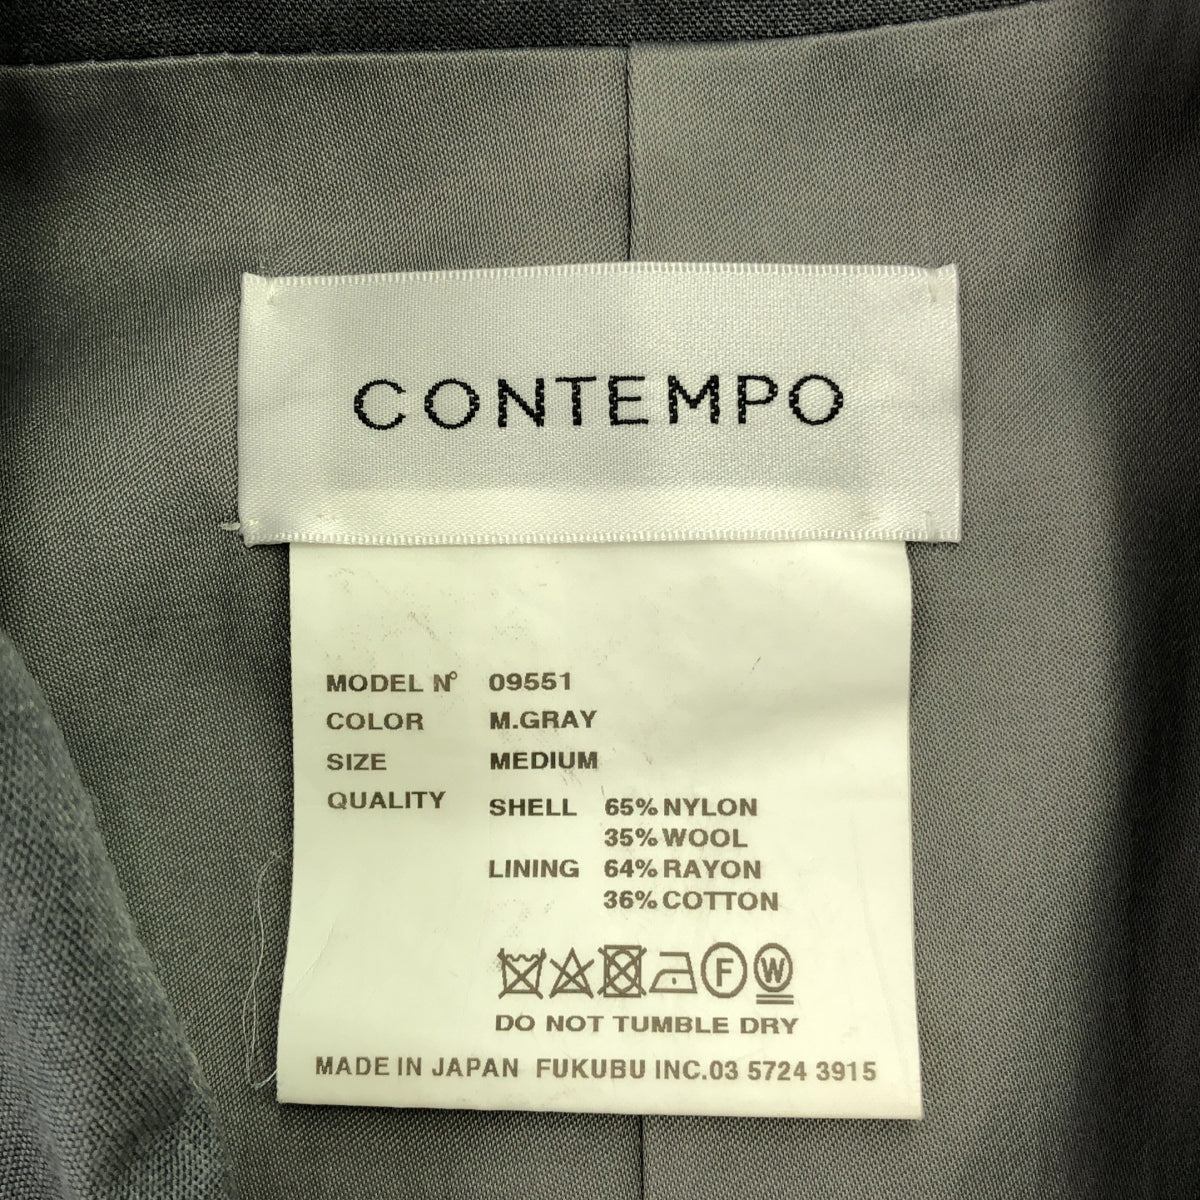 CONTEMPO
MODEL N° 09551
COLOR M.GRAY
SIZE MEDIUM
QUALITY SHELL 65% NYLON
35% WOOL
LINING 64% RAYON
36% COTTON
F W
DO NOT TUMBLE DRY
MADE IN JAPAN FUKUBU INC.03 5724 3915